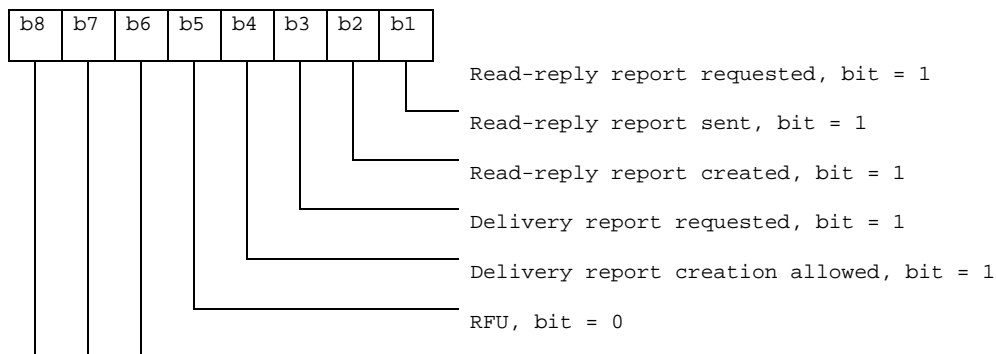 b8 b7 b6 b5 b4 b3 b2 b1
Read-reply report requested, bit = 1
Read-reply report sent, bit = 1
Read-reply report created, bit = 1
Delivery report requested, bit = 1
Delivery report creation allowed, bit = 1
RFU, bit = 0